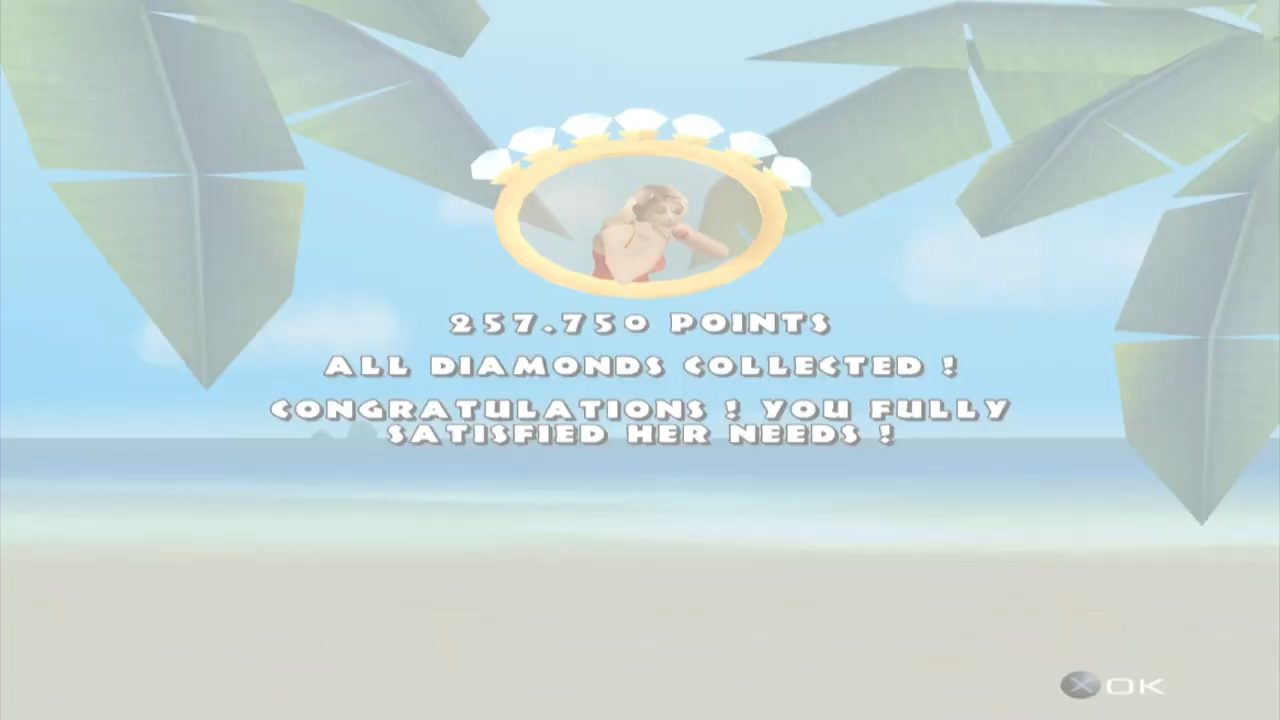 257.750 POINTS
ALL DIAMONDS COLLECTED !
CONGRATULATIONS ! YOU FULLY
SATISFIED HER NEEDS !
OK